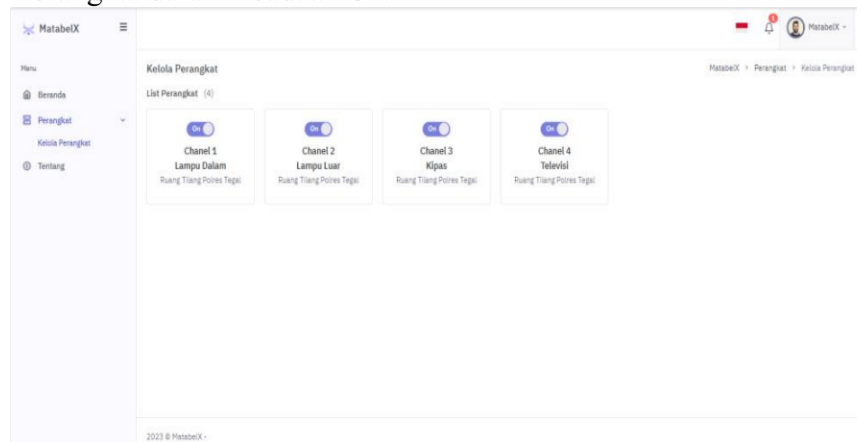 MatabelX
1
MatabelX
Menu
Kelola Perangkat
MatabelX > Perangkat > Kelola Perangkat
Beranda
List Perangkat (4)
Perangkat
Kelola Perangkat
Tentang
On
On
On
On
Chanel 1
Chanel 2
Chanel 3
Chanel 4
Lampu Dalam
Lampu Luar
Kipas
Televisi
Ruang Tilang Polres Tegal
Ruang Tilang Polres Tegal
Ruang Tilang Polres Tegal
Ruang Tilang Polres Tegal
2023 © MatabelX -